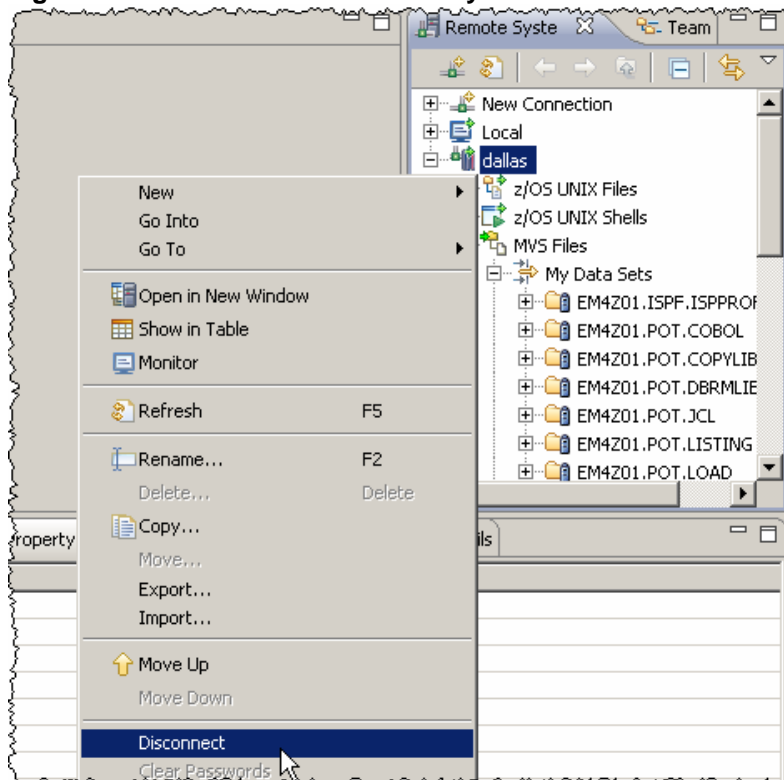 Remote Syste
Team
New Connection
Local
dallas
z/OS UNIX Files
z/OS UNIX Shells
MVS Files
My Data Sets
EM4Z01.ISPF.ISPPROF
EM4Z01.POT.COBOL
EM4Z01.POT.COPYLIB
EM4Z01.POT.DBRMLIB
EM4Z01.POT.JCL
EM4Z01.POT.LISTING
EM4Z01.POT.LOAD
New
Go Into
Go To
Open in New Window
Show in Table
Monitor
Refresh F5
Rename... F2
Delete... Delete
Copy...
Move...
Export...
Import...
Move Up
Move Down
Disconnect
Clear Passwords
roperty
ils